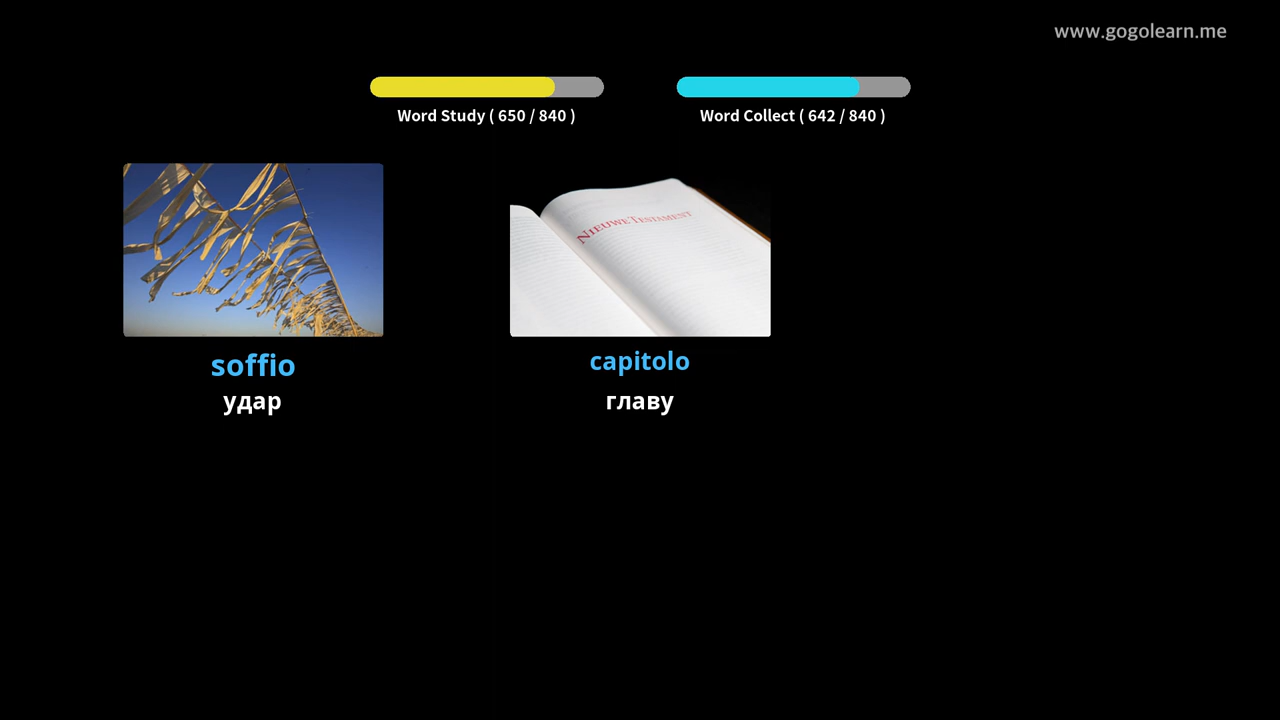 www.gogolearn.me
Word Study ( 650 / 840 )
Word Collect ( 642 / 840 )
NIEUWE TESTAMENT
soffio
capitolo
удар
главу